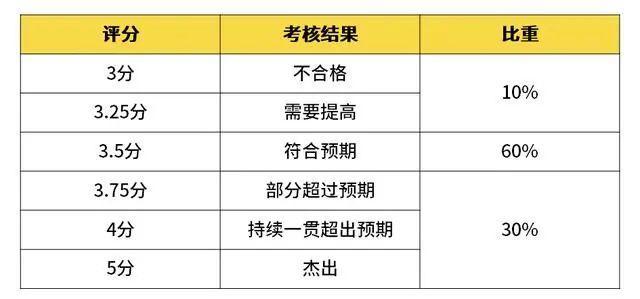 评分 考核结果 比重
3分 不合格 10%
3.25分 需要提高
3.5分 符合预期 60%
3.75分 部分超过预期 30%
4分 持续一贯超出预期
5分 杰出